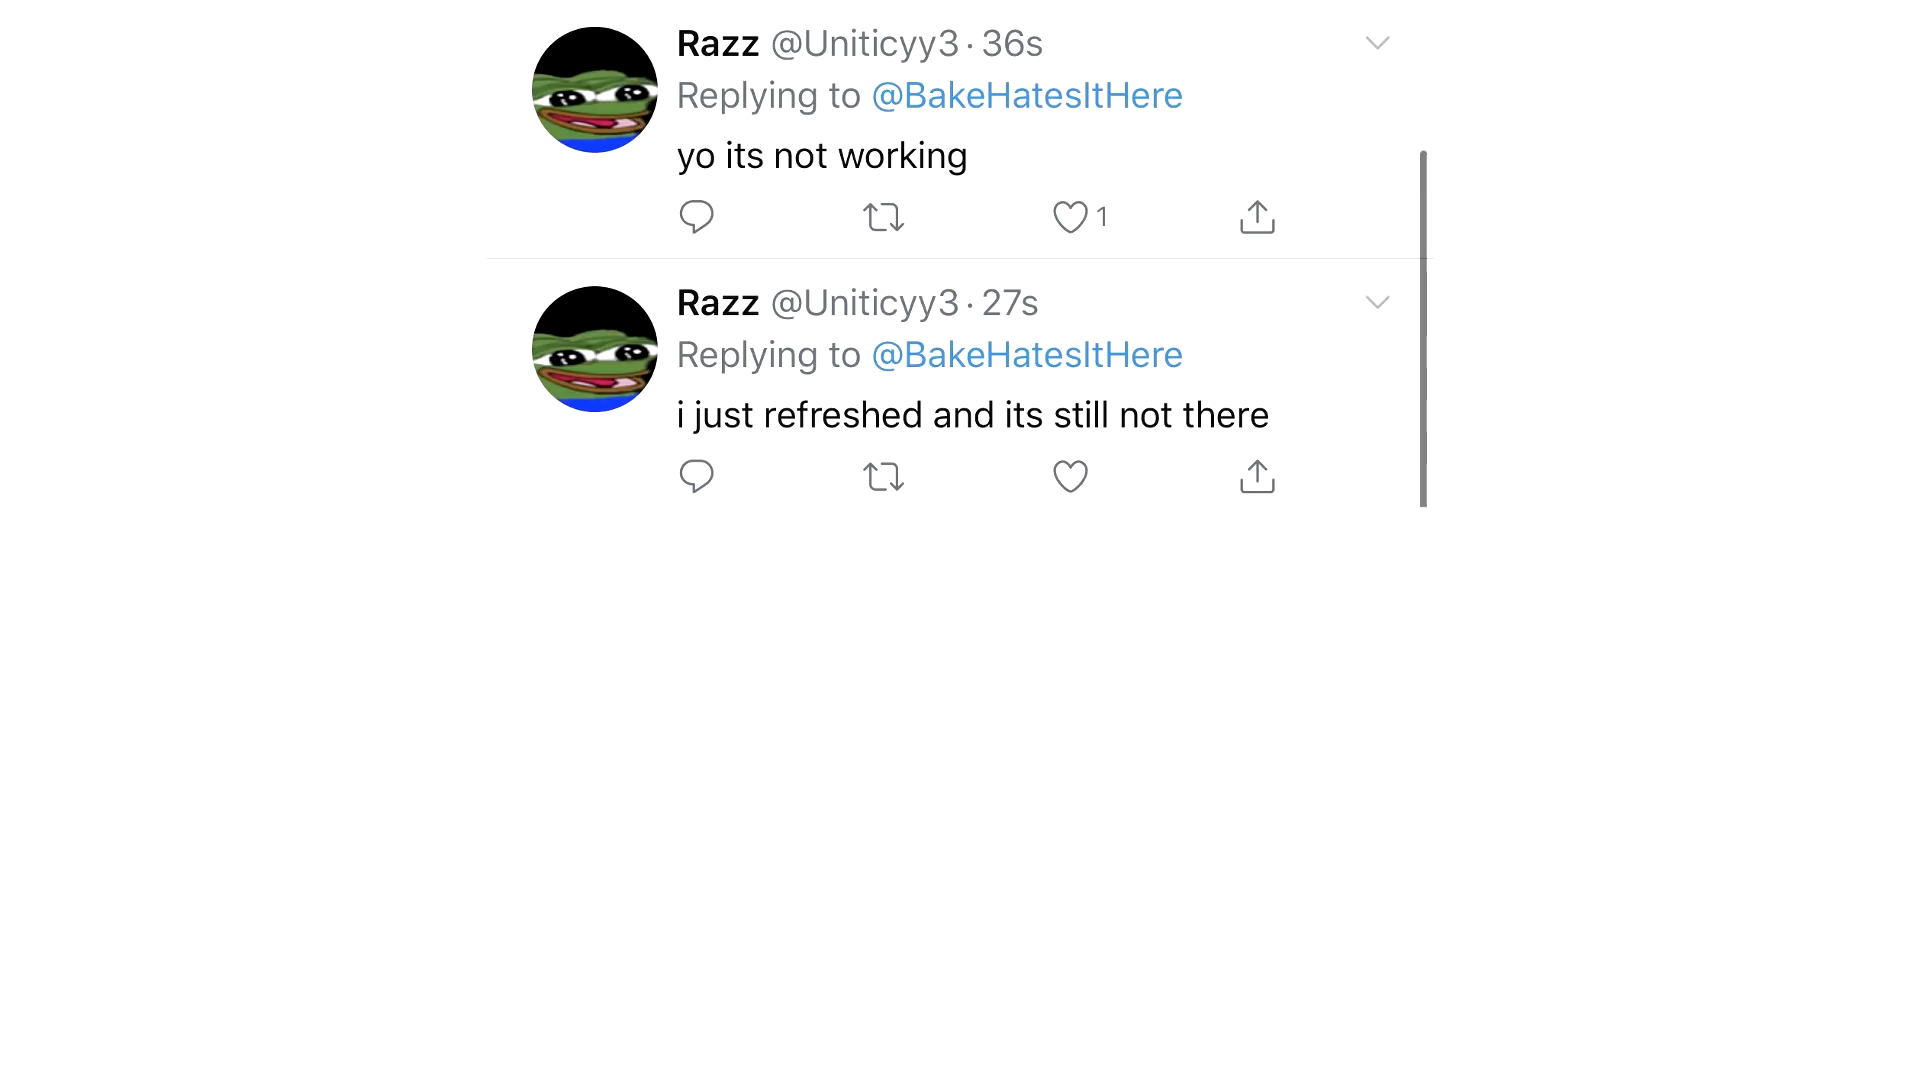 Razz @Uniticyy3 · 36s
Replying to @BakeHatesItHere
yo its not working
1
Razz @Uniticyy3 · 27s
Replying to @BakeHatesItHere
i just refreshed and its still not there